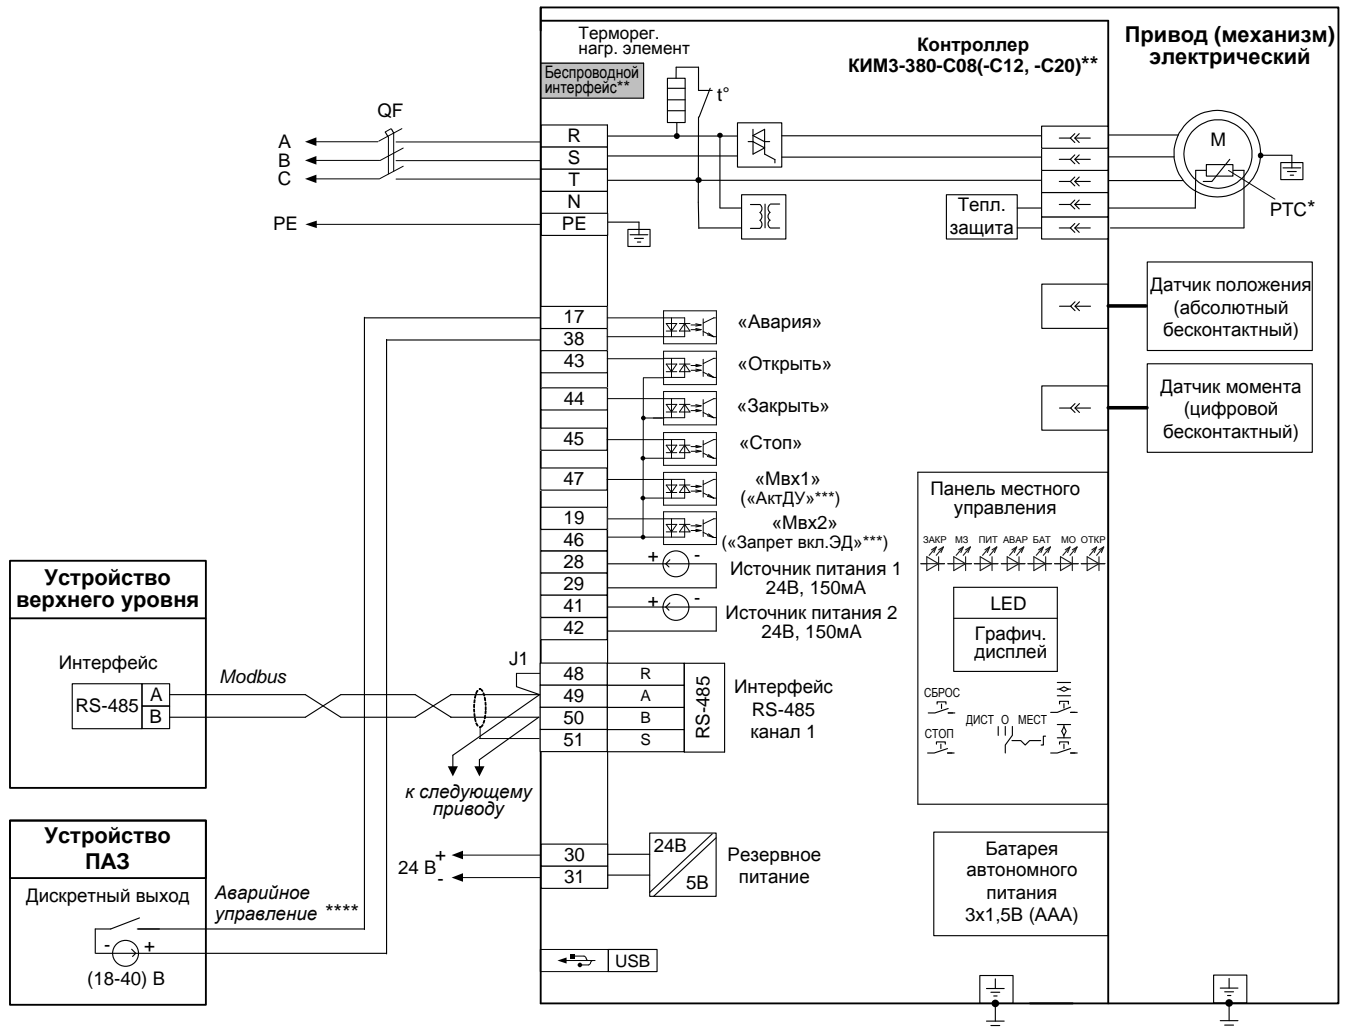 Терморег.
нагр. элемент
Беспроводной
интерфейс**
t°
Контроллер
КИМ3-380-С08(-С12, -С20)**
Привод (механизм)
электрический
QF
A
B
C
PE
R
S
T
N
PE
Тепл.
защита
M
PTC*
Датчик положения
(абсолютный
бесконтактный)
Датчик момента
(цифровой
бесконтактный)
17
«Авария»
38
43
«Открыть»
44
«Закрыть»
45
«Стоп»
47
«Мвх1»
(«АктДУ»***)
19
«Мвх2»
46
(«Запрет вкл.ЭД»***)
28
+ -
Источник питания 1
29
24В, 150мА
41
+ -
Источник питания 2
42
24В, 150мА
Панель местного
управления
ЗАКР МЗ ПИТ АВАР БАТ МО ОТКР
LED
Графич.
дисплей
СБРОС
ДИСТ О МЕСТ
СТОП
Устройство
верхнего уровня
Интерфейс
RS-485
A
B
Modbus
J1
48 R
49 A
50 B
51 S
RS-485
Интерфейс
RS-485
канал 1
к следующему
приводу
Устройство
ПАЗ
Дискретный выход
- +
(18-40) В
Аварийное
управление ****
24 В
+
-
30
31
24В
5В
Резервное
питание
Батарея
автономного
питания
3х1,5В (ААА)
USB